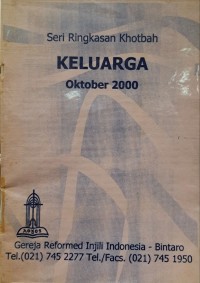 Seri Ringkasan Khotbah
KELUARGA
Oktober 2000
Gereja Reformed Injili Indonesia - Bintaro
Tel.(021) 745 2277 Tel./Facs. (021) 745 1950